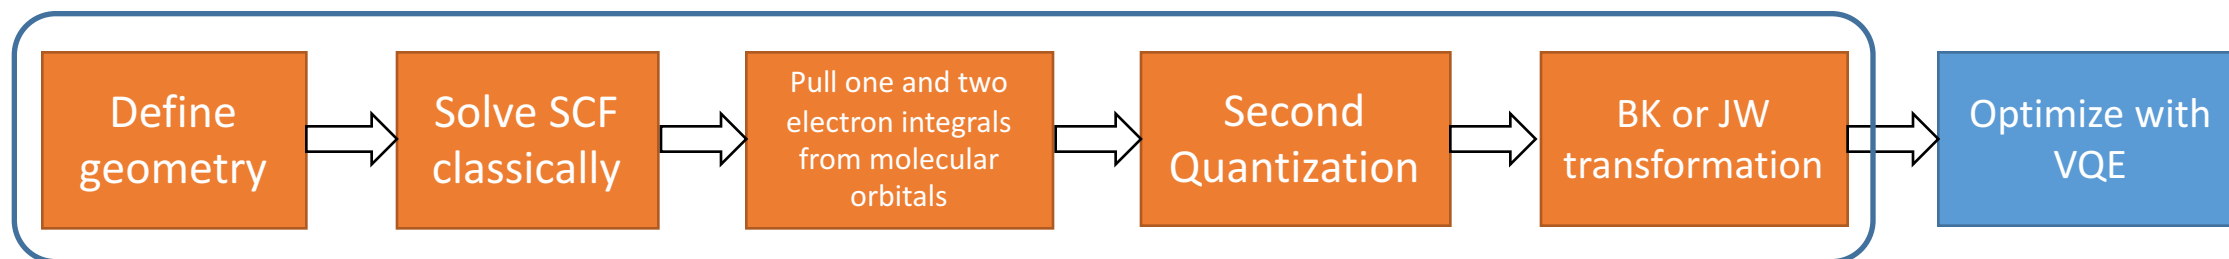 Define
geometry
Solve SCF
classically
Pull one and two
electron integrals
from molecular
orbitals
Second
Quantization
BK or JW
transformation
Optimize with
VQE